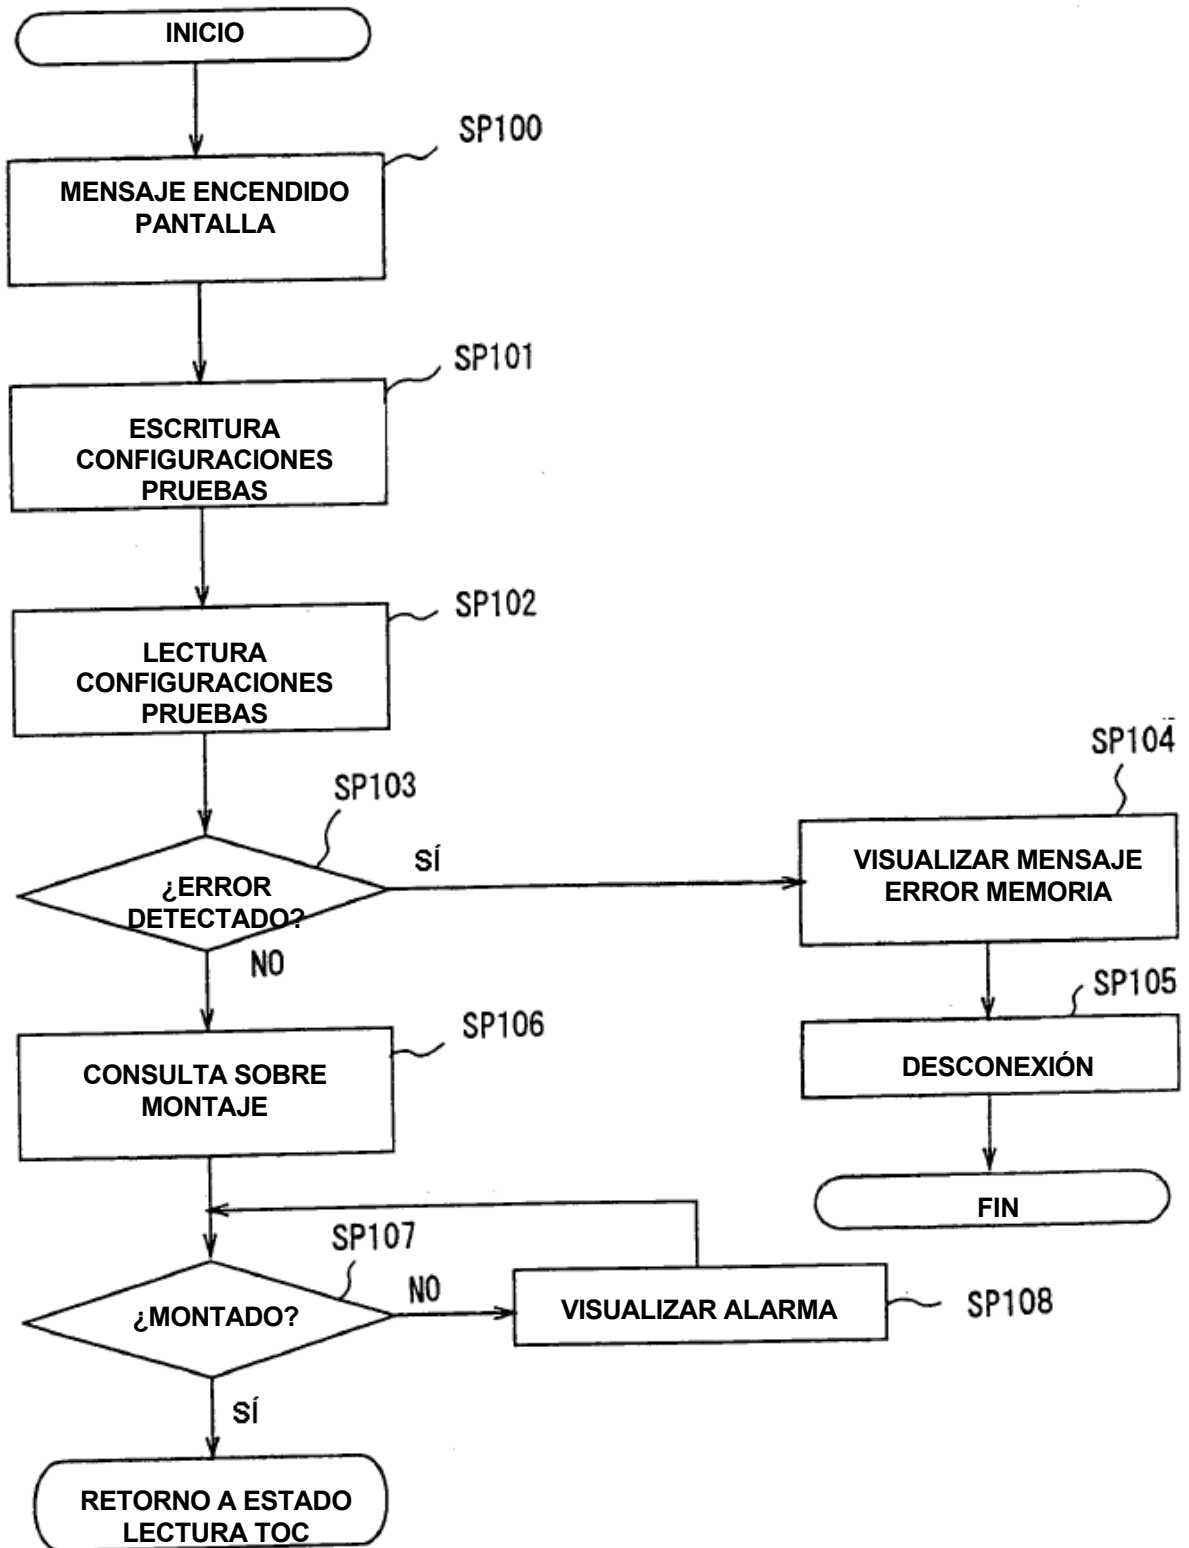 INICIO
SP100
MENSAJE ENCENDIDO
PANTALLA
SP101
ESCRITURA
CONFIGURACIONES
PRUEBAS
SP102
LECTURA
CONFIGURACIONES
PRUEBAS
SP103
¿ERROR
DETECTADO?
SÍ
NO
SP104
VISUALIZAR MENSAJE
ERROR MEMORIA
SP105
DESCONEXIÓN
FIN
SP106
CONSULTA SOBRE
MONTAJE
SP107
¿MONTADO?
NO
VISUALIZAR ALARMA
SP108
SÍ
RETORNO A ESTADO
LECTURA TOC